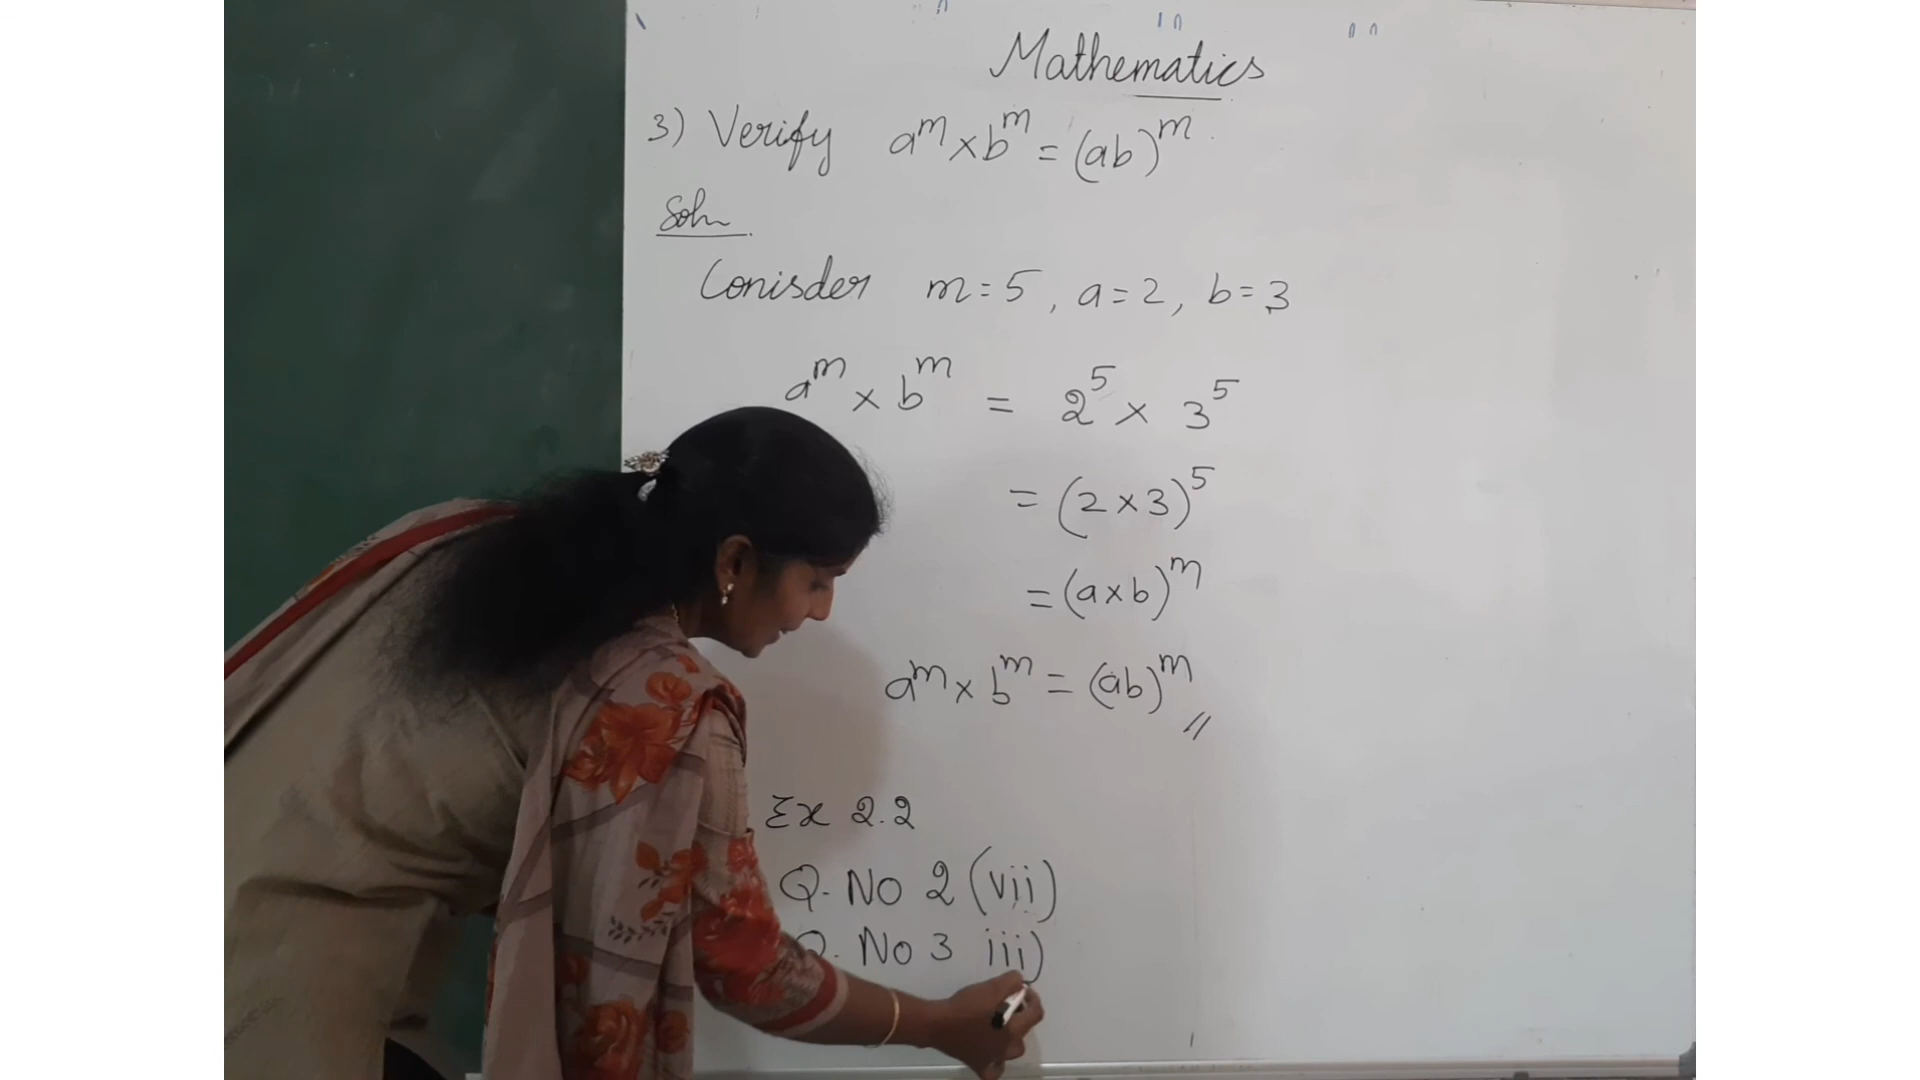 Mathematics
3) Verify a^m × b^m = (ab)^m
Soln
Conisder m = 5, a = 2, b = 3
a^m × b^m = 2^5 × 3^5
= (2 × 3)^5
= (a×b)^m
a^m × b^m = (ab)^m //
Ex 2.2
Q. No 2 (vii)
Q. No 3 iii)